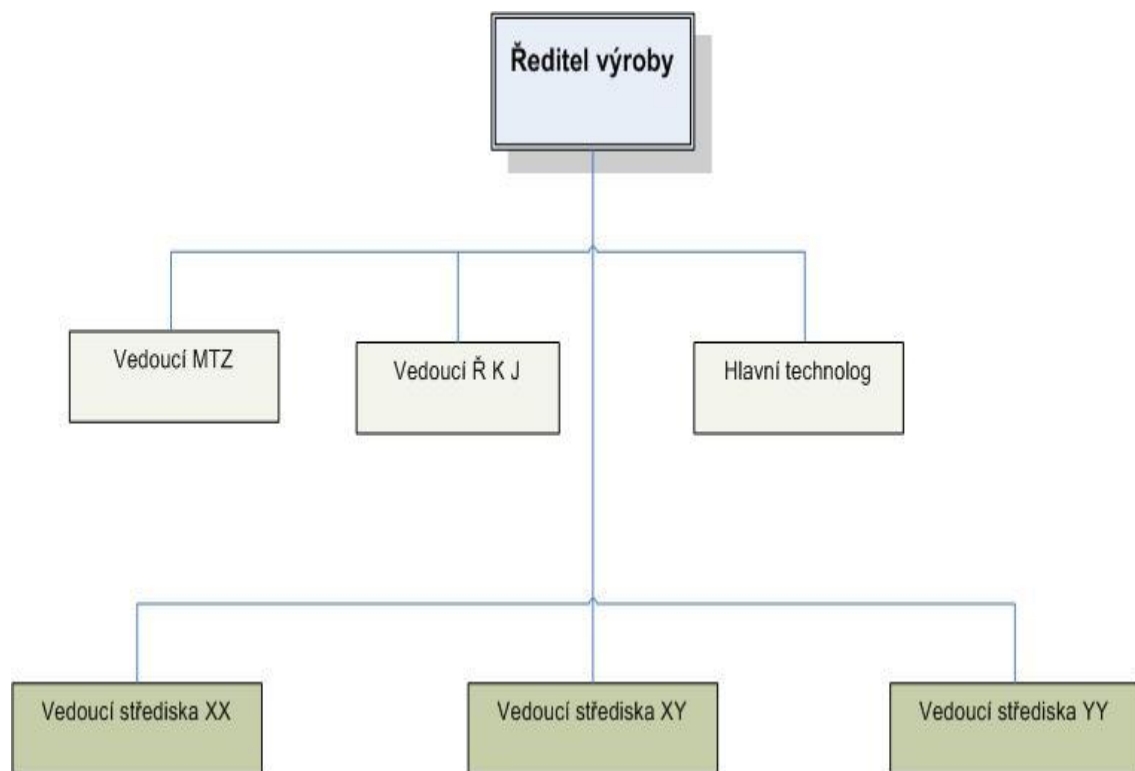 Ředitel výroby
Vedoucí MTZ
Vedoucí Ř K J
Hlavní technolog
Vedoucí střediska XX
Vedoucí střediska XY
Vedoucí střediska YY